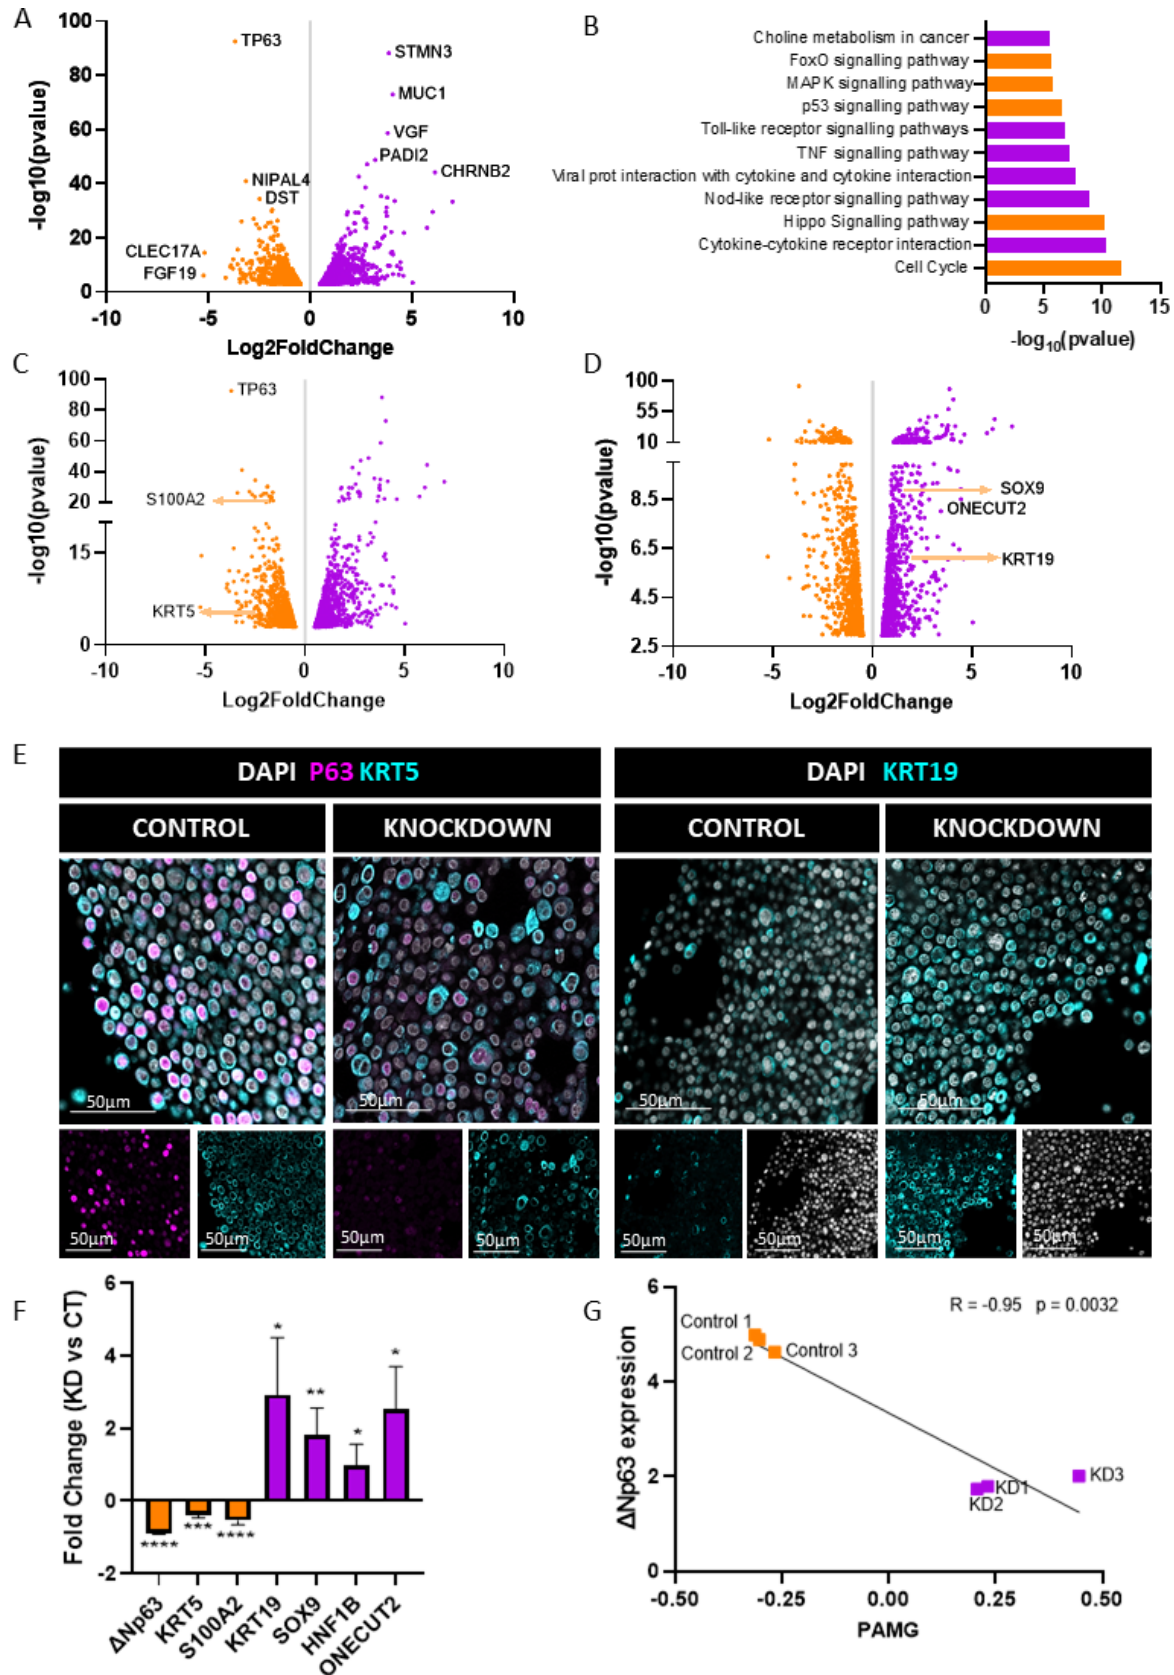 A
100
80
60
40
20
0
-log10(pvalue)
TP63
STMN3
MUC1
VGF
PADI2
CHRNB2
NIPAL4
DST
CLEC17A
FGF19
-10 -5 0 5 10
Log2FoldChange
B
Choline metabolism in cancer
FoxO signalling pathway
MAPK signalling pathway
p53 signalling pathway
Toll-like receptor signalling pathways
TNF signalling pathway
Viral prot interaction with cytokine and cytokine interaction
Nod-like receptor signalling pathway
Hippo Signalling pathway
Cytokine-cytokine receptor interaction
Cell Cycle
0 5 10 15
-log10(pvalue)
C
100
80
60
40
20
15
0
-log10(pvalue)
TP63
S100A2
KRT5
-10 -5 0 5 10
Log2FoldChange
D
100
55
10
8.5
6.5
4.5
2.5
-log10(pvalue)
SOX9
ONECUT2
KRT19
-10 -5 0 5 10
Log2FoldChange
E
DAPI P63 KRT5
DAPI KRT19
CONTROL
KNOCKDOWN
CONTROL
KNOCKDOWN
50µm
50µm
50µm
50µm
50µm
50µm
50µm
50µm
50µm
50µm
50µm
50µm
F
6
4
2
0
-2
Fold Change (KD vs CT)
**** *** **** * ** * *
ΔNp63
KRT5
S100A2
KRT19
SOX9
HNF1B
ONECUT2
G
6
4
2
0
ΔNp63 expression
R = -0.95 p = 0.0032
Control 1
Control 2
Control 3
KD3
KD1
KD2
-0.50 -0.25 0.00 0.25 0.50
PAMG